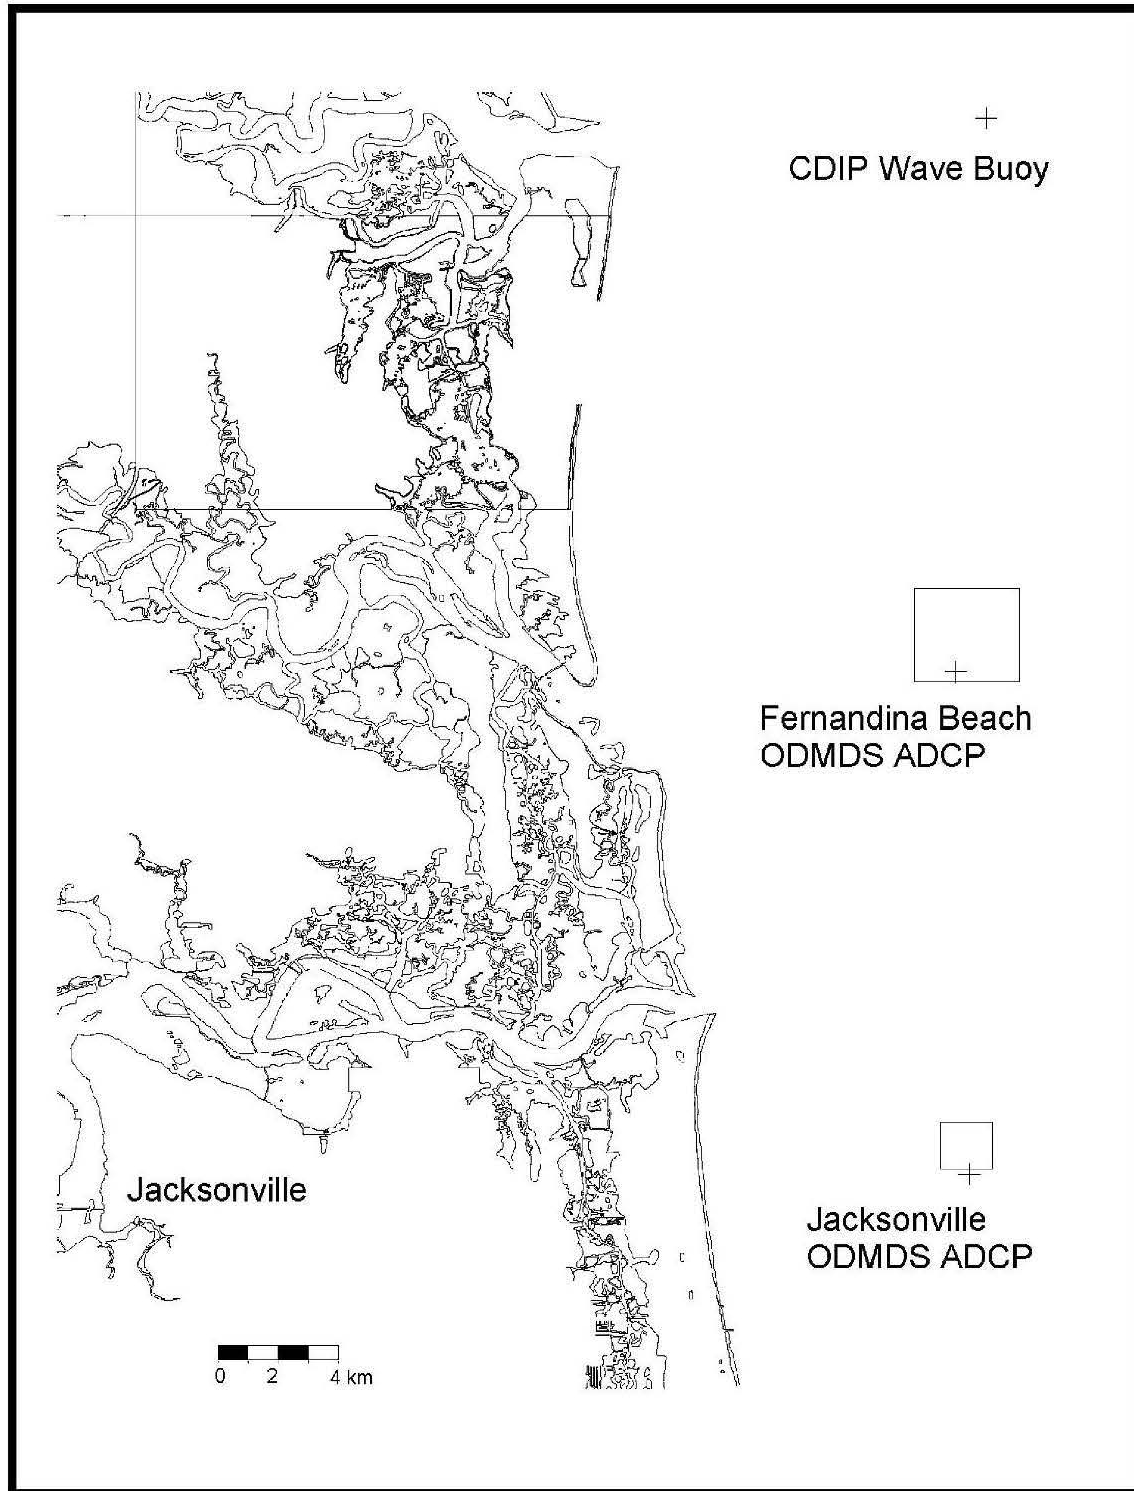 CDIP Wave Buoy
Fernandina Beach
ODMDS ADCP
Jacksonville
Jacksonville
ODMDS ADCP
0 2 4 km